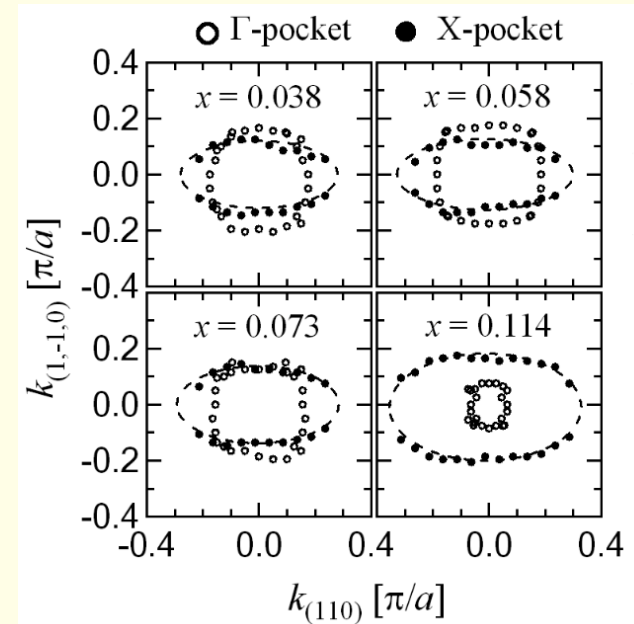 Γ-pocket X-pocket
x = 0.038 x = 0.058
x = 0.073 x = 0.114
0.4
0.2
0.0
-0.2
-0.4
0.4
0.2
0.0
-0.2
-0.4
-0.4 0.0 0.4 0.0 0.4
k(1,-1,0) [π/a]
k(110) [π/a]